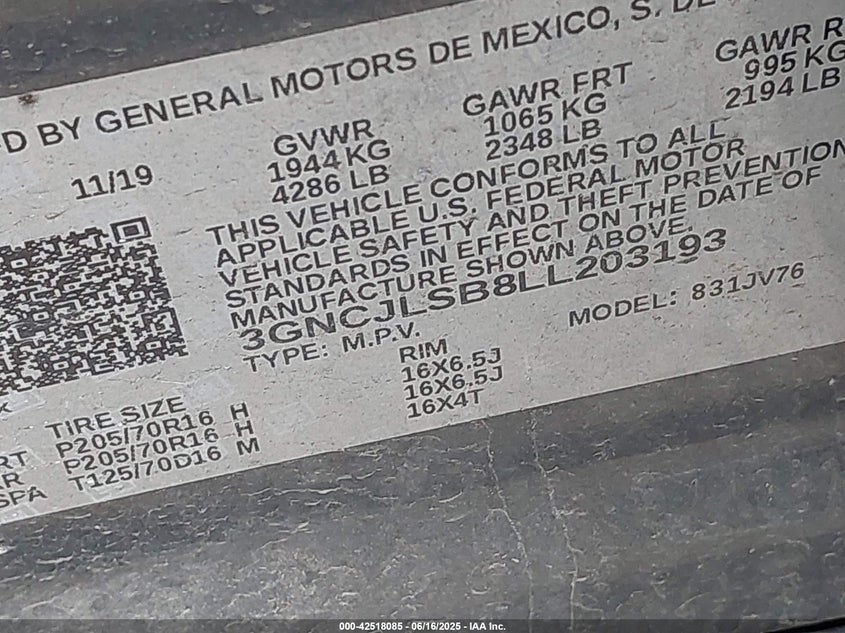 D BY GENERAL MOTORS DE MEXICO, S. DE
11/19
GVWR
1944 KG
4286 LB
GAWR FRT
1065 KG
2348 LB
GAWR R
995 KG
2194 LB
THIS VEHICLE CONFORMS TO ALL
APPLICABLE U.S. FEDERAL MOTOR
VEHICLE SAFETY AND THEFT PREVENTION
STANDARDS IN EFFECT ON THE DATE OF
MANUFACTURE SHOWN ABOVE.
3GNCJLSB8LL203193
TYPE: M.P.V.
MODEL: 831JV76
TIRE SIZE
RIM
RT P205/70R16 H 16X6.5J
R P205/70R16 H 16X6.5J
SPA T125/70D16 M 16X4T
000-42518085 - 06/16/2025 - IAA Inc.